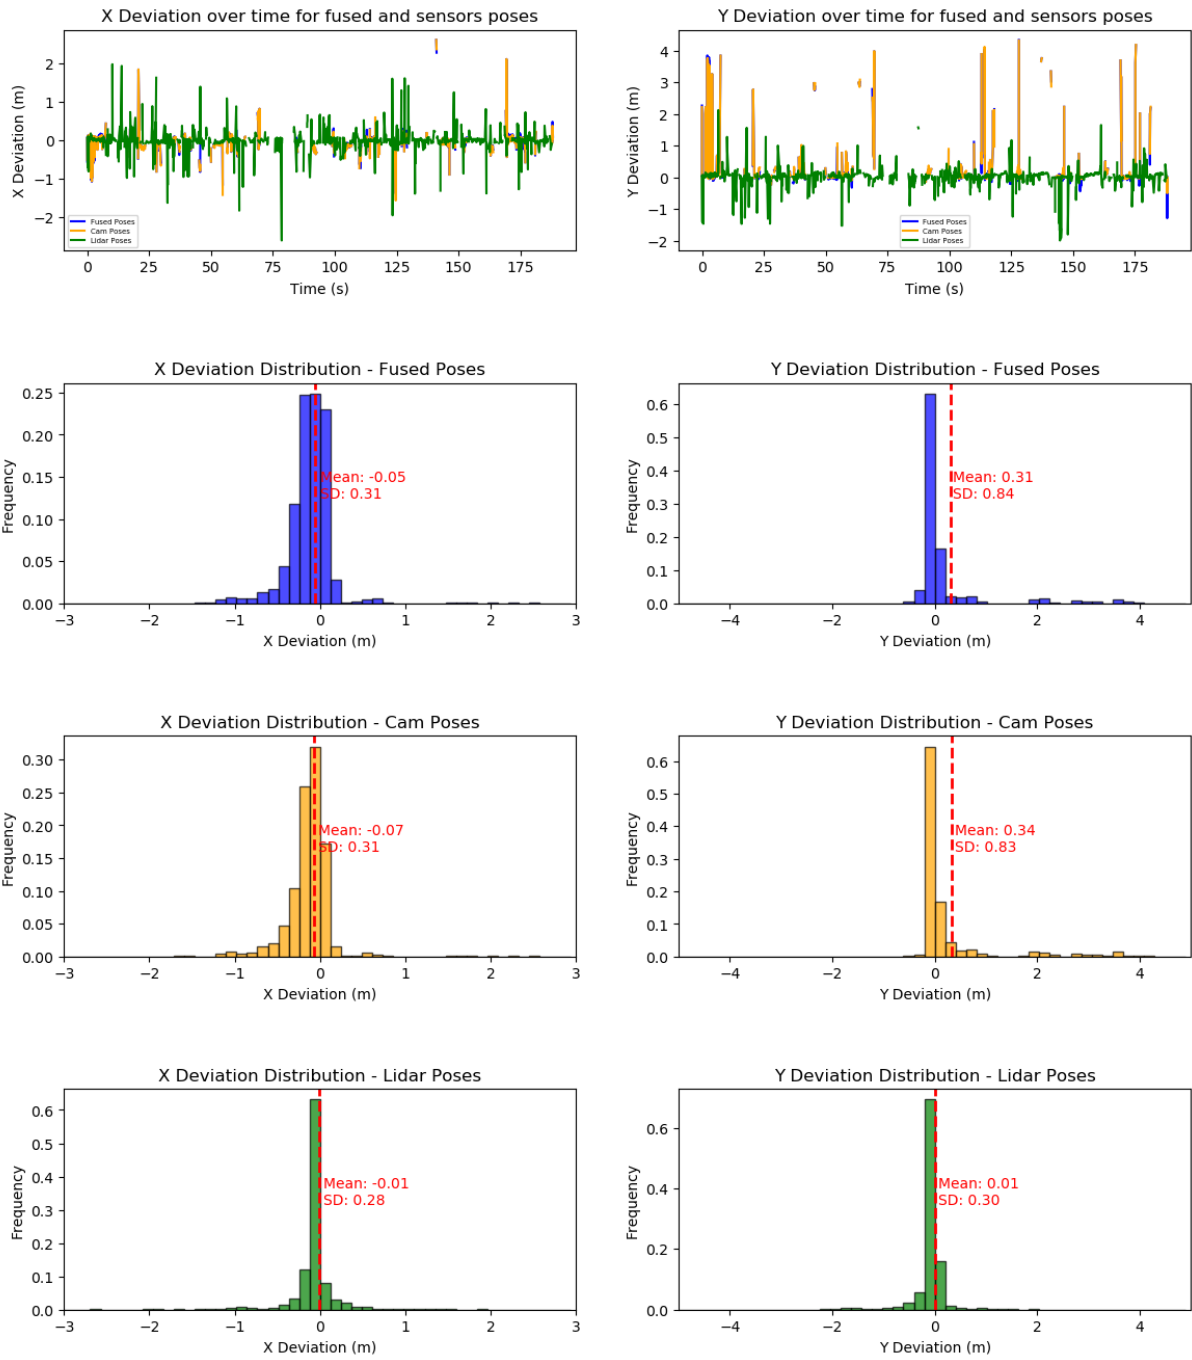 X Deviation over time for fused and sensors poses
X Deviation (m)
2
1
0
−1
−2
Fused Poses
Cam Poses
Lidar Poses
0 25 50 75 100 125 150 175
Time (s)
Y Deviation over time for fused and sensors poses
Y Deviation (m)
4
3
2
1
0
−1
−2
Fused Poses
Cam Poses
Lidar Poses
0 25 50 75 100 125 150 175
Time (s)
X Deviation Distribution - Fused Poses
Frequency
0.25
0.20
0.15
0.10
0.05
0.00
Mean: -0.05
SD: 0.31
−3 −2 −1 0 1 2 3
X Deviation (m)
Y Deviation Distribution - Fused Poses
Frequency
0.6
0.5
0.4
0.3
0.2
0.1
0.0
Mean: 0.31
SD: 0.84
−4 −2 0 2 4
Y Deviation (m)
X Deviation Distribution - Cam Poses
Frequency
0.30
0.25
0.20
0.15
0.10
0.05
0.00
Mean: -0.07
SD: 0.31
−3 −2 −1 0 1 2 3
X Deviation (m)
Y Deviation Distribution - Cam Poses
Frequency
0.6
0.5
0.4
0.3
0.2
0.1
0.0
Mean: 0.34
SD: 0.83
−4 −2 0 2 4
Y Deviation (m)
X Deviation Distribution - Lidar Poses
Frequency
0.6
0.5
0.4
0.3
0.2
0.1
0.0
Mean: -0.01
SD: 0.28
−3 −2 −1 0 1 2 3
X Deviation (m)
Y Deviation Distribution - Lidar Poses
Frequency
0.6
0.4
0.2
0.0
Mean: 0.01
SD: 0.30
−4 −2 0 2 4
Y Deviation (m)